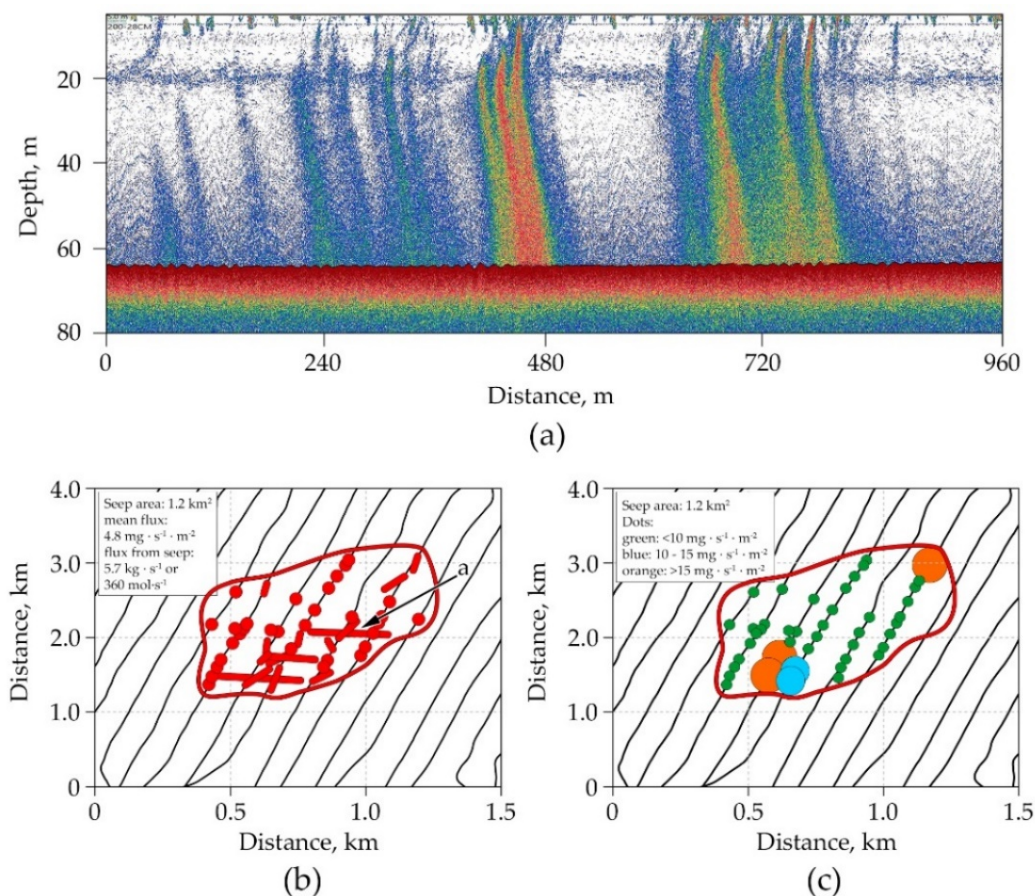 200-28CM
20
40
60
80
Depth, m
0 240 480 720 960
Distance, m
(a)
4.0
3.0
2.0
1.0
0
Distance, km
Seep area: 1.2 km²
mean flux:
4.8 mg · s⁻¹ · m⁻²
flux from seep:
5.7 kg · s⁻¹ or
360 mol·s⁻¹
a
0 0.5 1.0 1.5
Distance, km
(b)
4.0
3.0
2.0
1.0
0
Distance, km
Seep area: 1.2 km²
Dots:
green: <10 mg · s⁻¹ · m⁻²
blue: 10 - 15 mg · s⁻¹ · m⁻²
orange: >15 mg · s⁻¹ · m⁻²
0 0.5 1.0 1.5
Distance, km
(c)